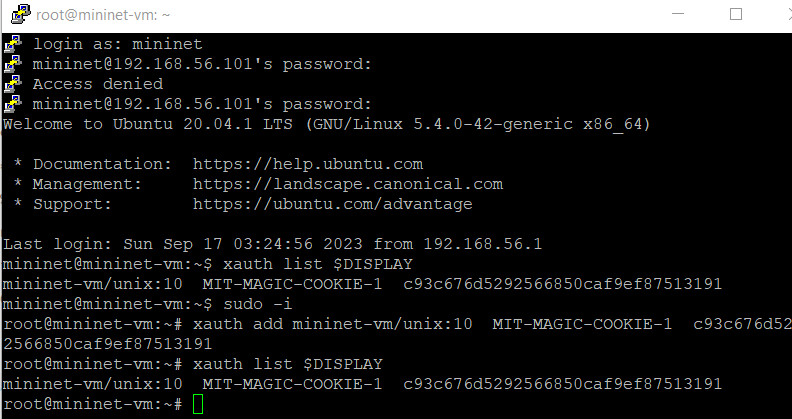 root@mininet-vm: ~
login as: mininet
mininet@192.168.56.101's password:
Access denied
mininet@192.168.56.101's password:
Welcome to Ubuntu 20.04.1 LTS (GNU/Linux 5.4.0-42-generic x86_64)
* Documentation:  https://help.ubuntu.com
* Management:     https://landscape.canonical.com
* Support:        https://ubuntu.com/advantage
Last login: Sun Sep 17 03:24:56 2023 from 192.168.56.1
mininet@mininet-vm:~$ xauth list $DISPLAY
mininet-vm/unix:10  MIT-MAGIC-COOKIE-1  c93c676d5292566850caf9ef87513191
mininet@mininet-vm:~$ sudo -i
root@mininet-vm:~# xauth add mininet-vm/unix:10  MIT-MAGIC-COOKIE-1  c93c676d52
92566850caf9ef87513191
root@mininet-vm:~# xauth list $DISPLAY
mininet-vm/unix:10  MIT-MAGIC-COOKIE-1  c93c676d5292566850caf9ef87513191
root@mininet-vm:~#